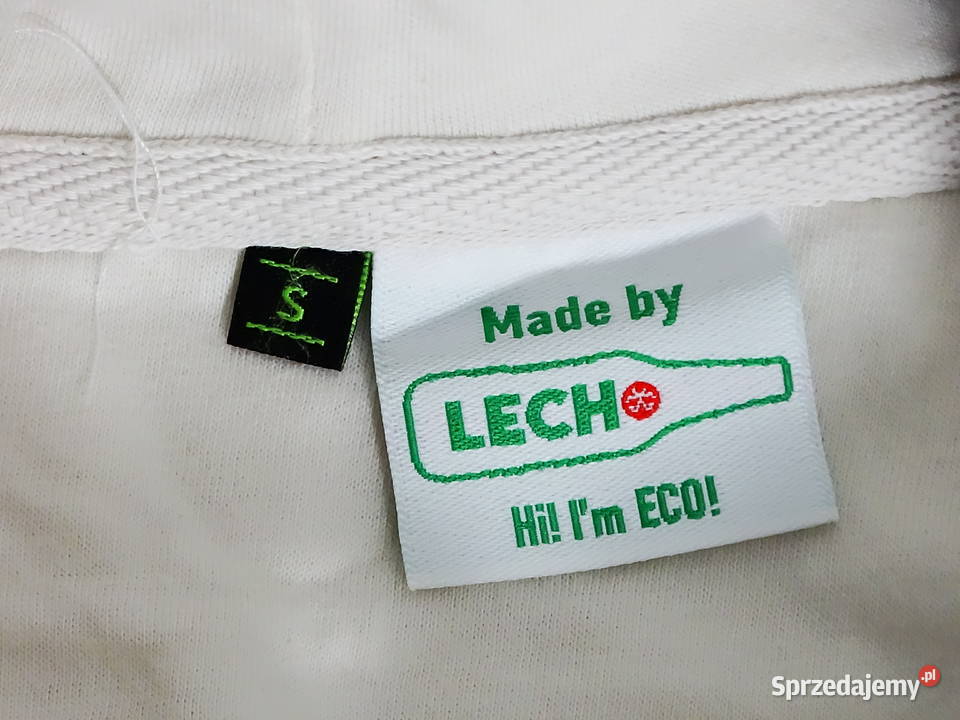 S
Made by
LECH
Hi! I'm ECO!
Sprzedajemy.pl